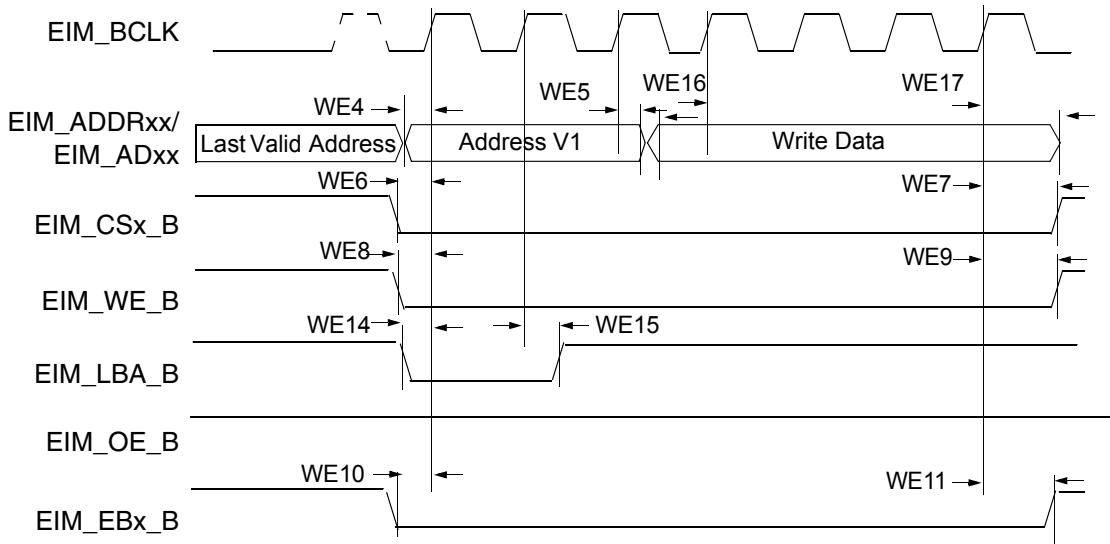 EIM_BCLK
WE4
WE5
WE16
WE17
EIM_ADDRxx/
EIM_ADxx
Last Valid Address
Address V1
Write Data
WE6
WE7
EIM_CSx_B
WE8
WE9
EIM_WE_B
WE14
WE15
EIM_LBA_B
EIM_OE_B
WE10
WE11
EIM_EBx_B